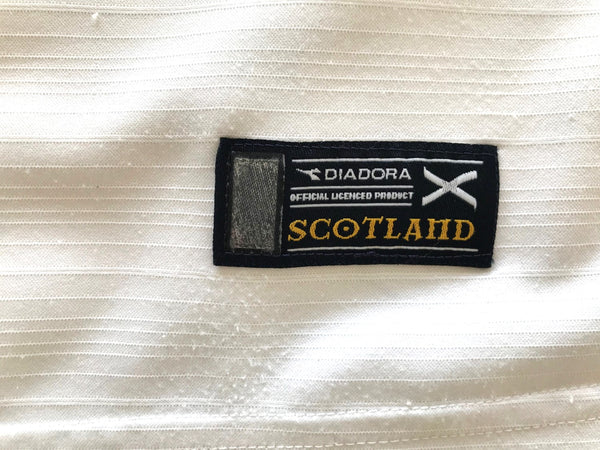 DIADORA
OFFICIAL LICENCED PRODUCT
SCOTLAND